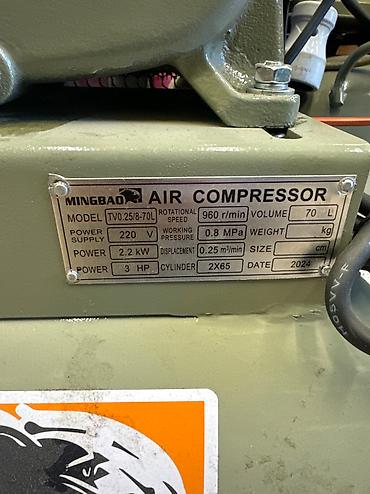 MINGBAO AIR COMPRESSOR
MODEL TV0.25/8-70L ROTATIONAL SPEED 960 r/min VOLUME 70 L
POWER SUPPLY 220 V WORKING PRESSURE 0.8 MPa WEIGHT kg
POWER 2.2 kW DISPLACEMENT 0.25 m³/min SIZE cm
POWER 3 HP CYLINDER 2X65 DATE 2024